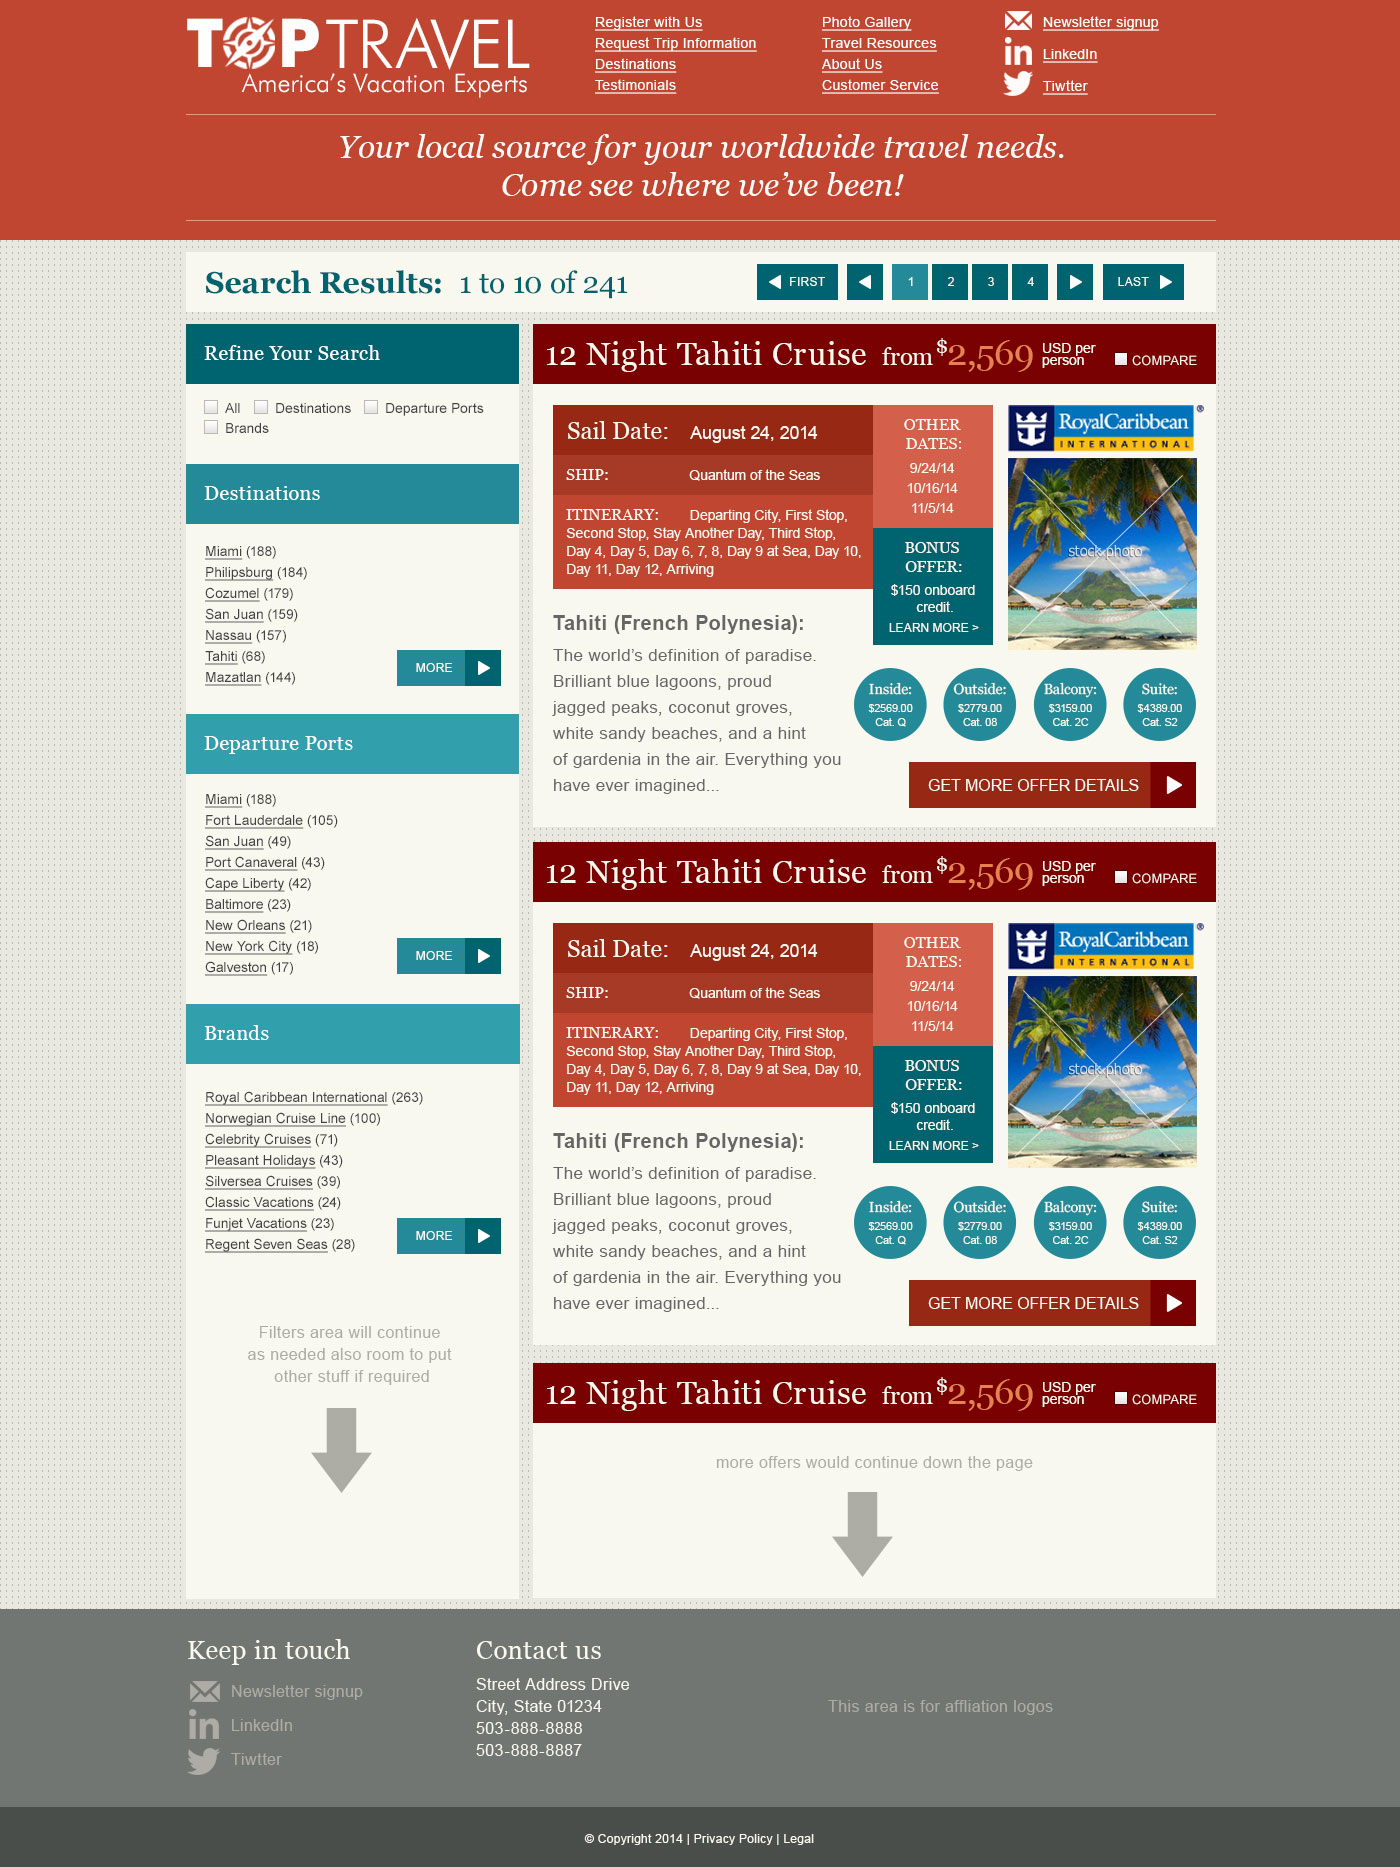 TOPTRAVEL
America's Vacation Experts
Register with Us
Request Trip Information
Destinations
Testimonials
Photo Gallery
Travel Resources
About Us
Customer Service
Newsletter signup
LinkedIn
Tiwtter
Your local source for your worldwide travel needs.
Come see where we've been!
Search Results: 1 to 10 of 241
FIRST 1 2 3 4 LAST
Refine Your Search
All Destinations Departure Ports
Brands
Destinations
Miami (188)
Philipsburg (184)
Cozumel (179)
San Juan (159)
Nassau (157)
Tahiti (68)
Mazatlan (144)
MORE
Departure Ports
Miami (188)
Fort Lauderdale (105)
San Juan (49)
Port Canaveral (43)
Cape Liberty (42)
Baltimore (23)
New Orleans (21)
New York City (18)
Galveston (17)
MORE
Brands
Royal Caribbean International (263)
Norwegian Cruise Line (100)
Celebrity Cruises (71)
Pleasant Holidays (43)
Silversea Cruises (39)
Classic Vacations (24)
Funjet Vacations (23)
Regent Seven Seas (28)
MORE
Filters area will continue
as needed also room to put
other stuff if required
12 Night Tahiti Cruise from $2,569 USD per
person COMPARE
Sail Date: August 24, 2014
SHIP: Quantum of the Seas
ITINERARY: Departing City, First Stop,
Second Stop, Stay Another Day, Third Stop,
Day 4, Day 5, Day 6, 7, 8, Day 9 at Sea, Day 10,
Day 11, Day 12, Arriving
OTHER
DATES:
9/24/14
10/16/14
11/5/14
BONUS
OFFER:
$150 onboard
credit.
LEARN MORE >
RoyalCaribbean ®
INTERNATIONAL
stock photo
Tahiti (French Polynesia):
The world's definition of paradise.
Brilliant blue lagoons, proud
jagged peaks, coconut groves,
white sandy beaches, and a hint
of gardenia in the air. Everything you
have ever imagined...
Inside:
$2569.00
Cat. Q
Outside:
$2779.00
Cat. 08
Balcony:
$3159.00
Cat. 2C
Suite:
$4389.00
Cat. S2
GET MORE OFFER DETAILS
12 Night Tahiti Cruise from $2,569 USD per
person COMPARE
Sail Date: August 24, 2014
SHIP: Quantum of the Seas
ITINERARY: Departing City, First Stop,
Second Stop, Stay Another Day, Third Stop,
Day 4, Day 5, Day 6, 7, 8, Day 9 at Sea, Day 10,
Day 11, Day 12, Arriving
OTHER
DATES:
9/24/14
10/16/14
11/5/14
BONUS
OFFER:
$150 onboard
credit.
LEARN MORE >
RoyalCaribbean ®
INTERNATIONAL
stock photo
Tahiti (French Polynesia):
The world's definition of paradise.
Brilliant blue lagoons, proud
jagged peaks, coconut groves,
white sandy beaches, and a hint
of gardenia in the air. Everything you
have ever imagined...
Inside:
$2569.00
Cat. Q
Outside:
$2779.00
Cat. 08
Balcony:
$3159.00
Cat. 2C
Suite:
$4389.00
Cat. S2
GET MORE OFFER DETAILS
12 Night Tahiti Cruise from $2,569 USD per
person COMPARE
more offers would continue down the page
Keep in touch
Newsletter signup
LinkedIn
Tiwtter
Contact us
Street Address Drive
City, State 01234
503-888-8888
503-888-8887
This area is for affliation logos
© Copyright 2014 | Privacy Policy | Legal